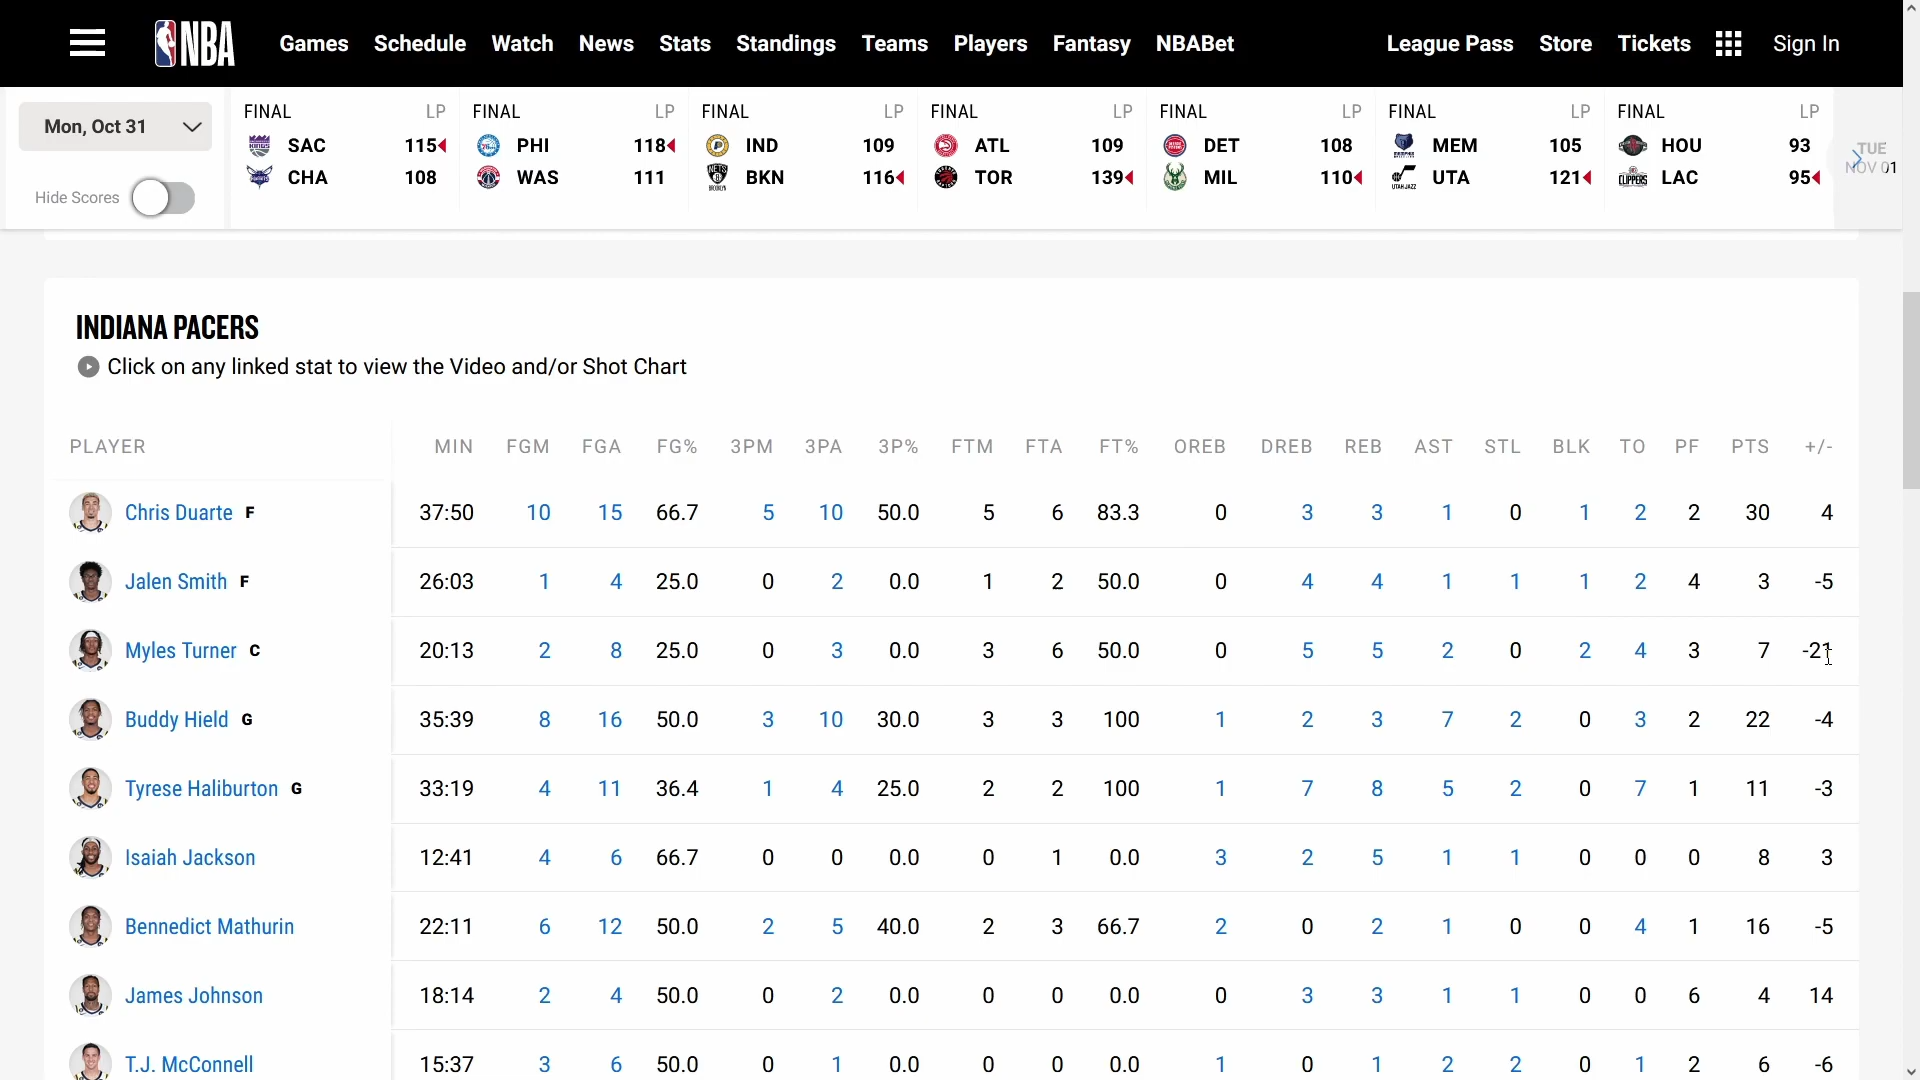 NBA Games Schedule Watch News Stats Standings Teams Players Fantasy NBABet League Pass Store Tickets Sign In
Mon, Oct 31
Hide Scores
FINAL LP
SAC 115
CHA 108
FINAL LP
PHI 118
WAS 111
FINAL LP
IND 109
BKN 116
FINAL LP
ATL 109
TOR 139
FINAL LP
DET 108
MIL 110
FINAL LP
MEM 105
UTA 121
FINAL LP
HOU 93
LAC 95
TUE
NOV 01
INDIANA PACERS
Click on any linked stat to view the Video and/or Shot Chart
PLAYER MIN FGM FGA FG% 3PM 3PA 3P% FTM FTA FT% OREB DREB REB AST STL BLK TO PF PTS +/-
Chris Duarte F 37:50 10 15 66.7 5 10 50.0 5 6 83.3 0 3 3 1 0 1 2 2 30 4
Jalen Smith F 26:03 1 4 25.0 0 2 0.0 1 2 50.0 0 4 4 1 1 1 2 4 3 -5
Myles Turner C 20:13 2 8 25.0 0 3 0.0 3 6 50.0 0 5 5 2 0 2 4 3 7 -21
Buddy Hield G 35:39 8 16 50.0 3 10 30.0 3 3 100 1 2 3 7 2 0 3 2 22 -4
Tyrese Haliburton G 33:19 4 11 36.4 1 4 25.0 2 2 100 1 7 8 5 2 0 7 1 11 -3
Isaiah Jackson 12:41 4 6 66.7 0 0 0.0 0 1 0.0 3 2 5 1 1 0 0 0 8 3
Bennedict Mathurin 22:11 6 12 50.0 2 5 40.0 2 3 66.7 2 0 2 1 0 0 4 1 16 -5
James Johnson 18:14 2 4 50.0 0 2 0.0 0 0 0.0 0 3 3 1 1 0 0 6 4 14
T.J. McConnell 15:37 3 6 50.0 0 1 0.0 0 0 0.0 1 0 1 2 2 0 1 2 6 -6